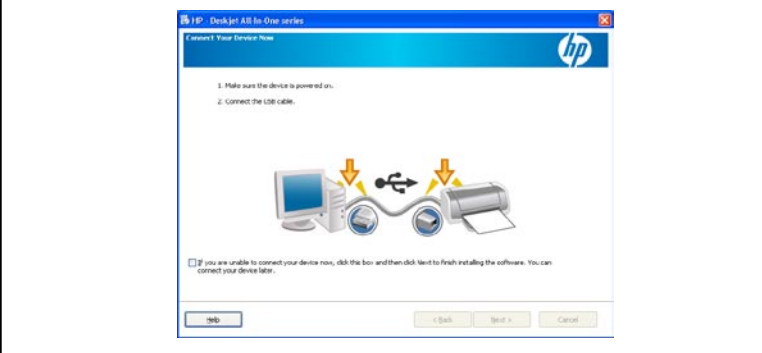 HP - Deskjet All-In-One series
Connect Your Device Now
hp
1. Make sure the device is powered on.
2. Connect the USB cable.
If you are unable to connect your device now, click this box and then click Next to finish installing the software. You can
connect your device later.
Help
< Back
Next >
Cancel